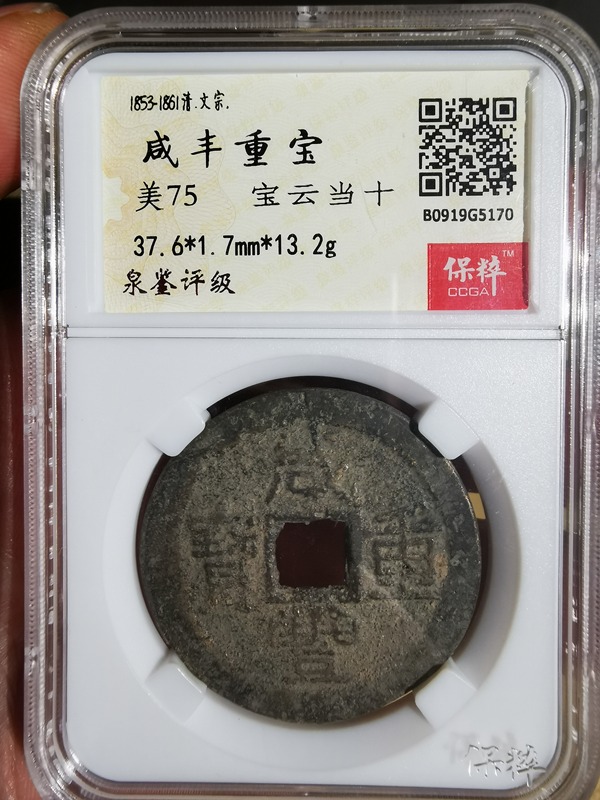 1853-1861清.文宗.
咸丰重宝
美75 宝云当十
B0919G5170
37.6*1.7mm*13.2g
保粹™
CCGA
泉鉴评级
咸
寶 重
豐
保粹